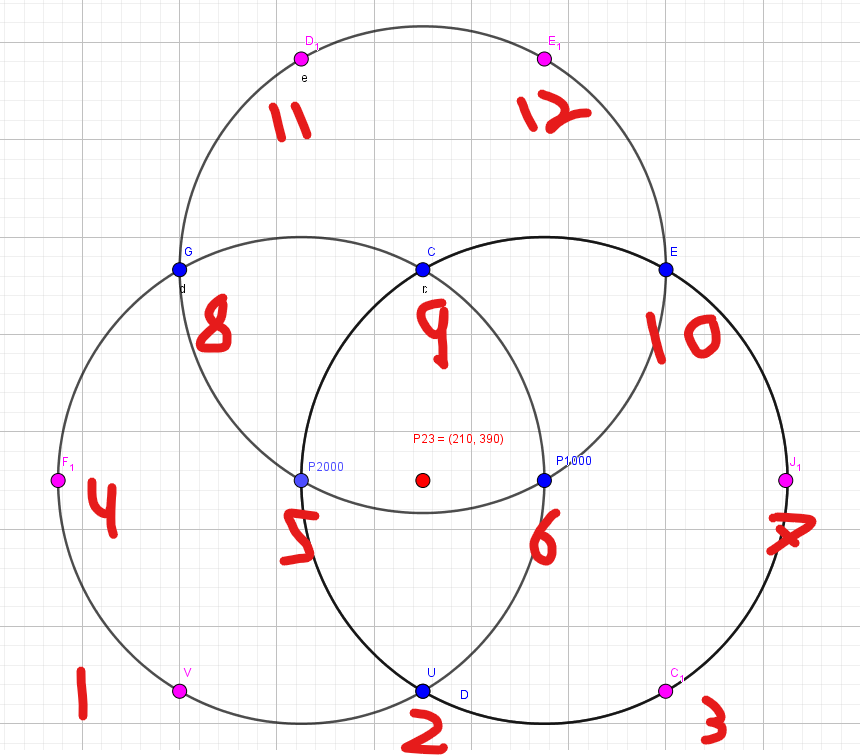 D₁ E₁
e
11 12
G C E
d r:
8 9 10
P23 = (210, 390)
F₁ P2000 P1000 J₁
4 5 6 7
V U D C₁
1 2 3